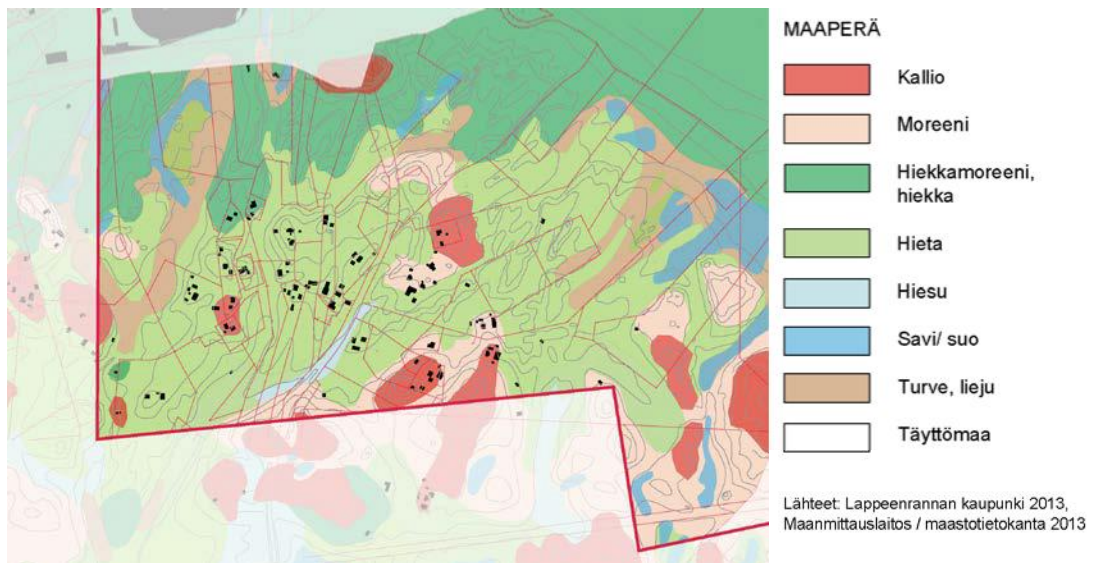 MAAPERÄ
Kallio
Moreeni
Hiekkamoreeni,
hiekka
Hieta
Hiesu
Savi/ suo
Turve, lieju
Täyttömaa
Lähteet: Lappeenrannan kaupunki 2013,
Maanmittauslaitos / maastotietokanta 2013